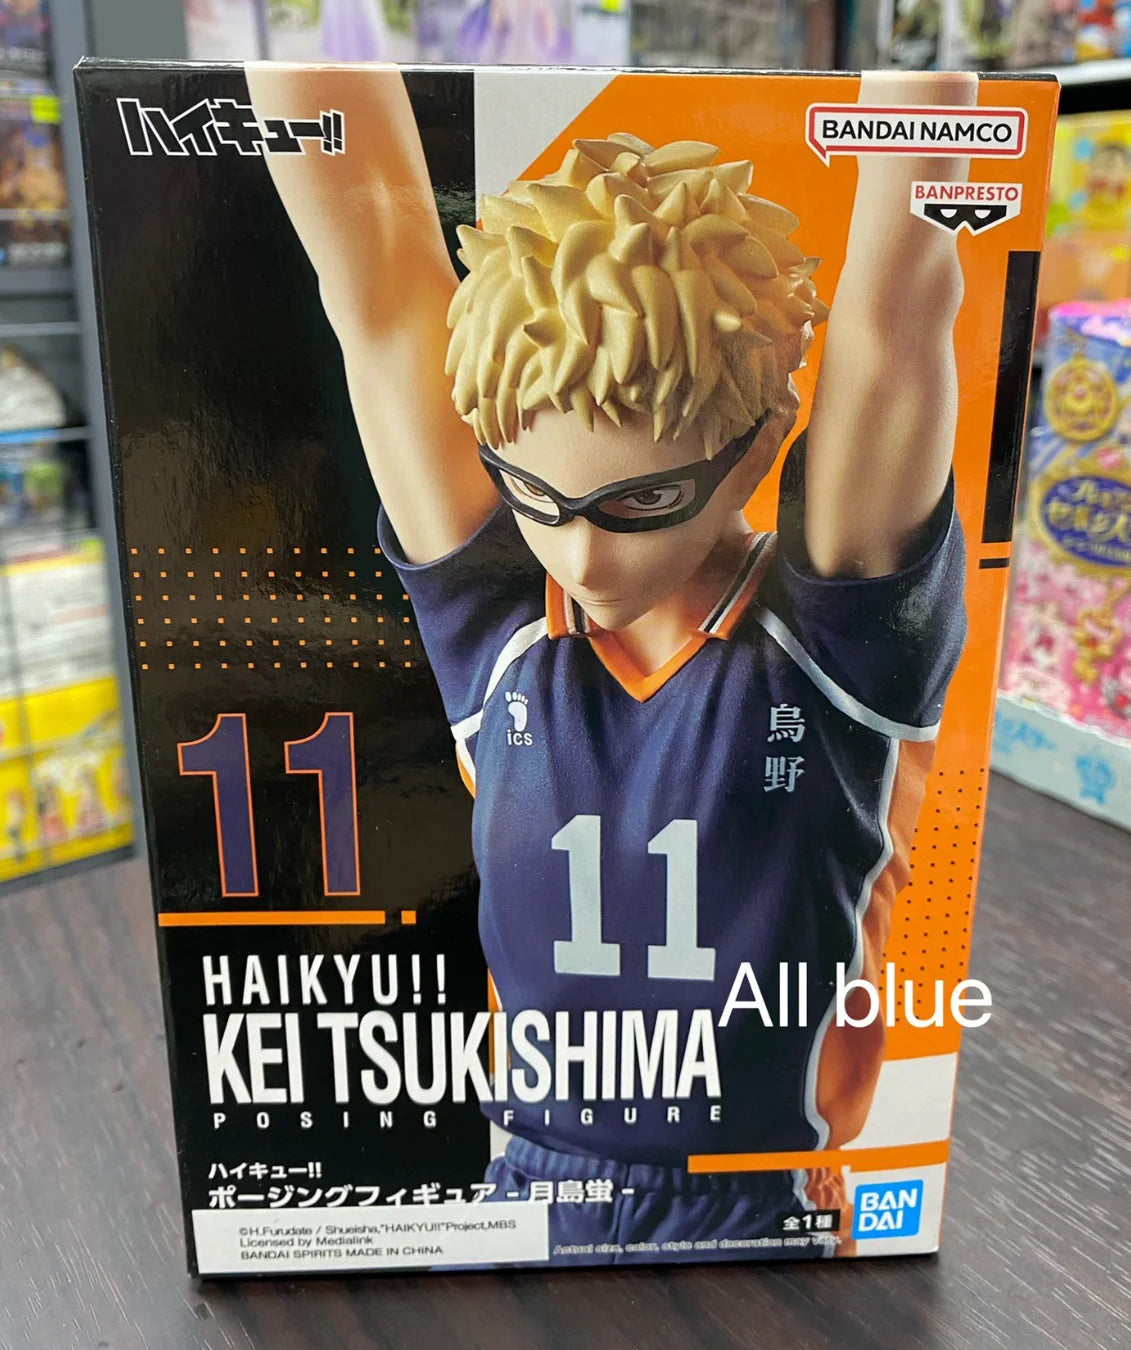 ハイキュー!!
BANDAI NAMCO
BANPRESTO
ics
烏
野
11
11
All blue
HAIKYU!!
KEI TSUKISHIMA
POSING FIGURE
ハイキュー!!
ポージングフィギュア -月島蛍-
©H.Furudate / Shueisha,"HAIKYU!!"Project,MBS
Licensed by Medialink
BANDAI SPIRITS MADE IN CHINA
全1種
Actual size, color, style and decoration may vary.
BAN
DAI